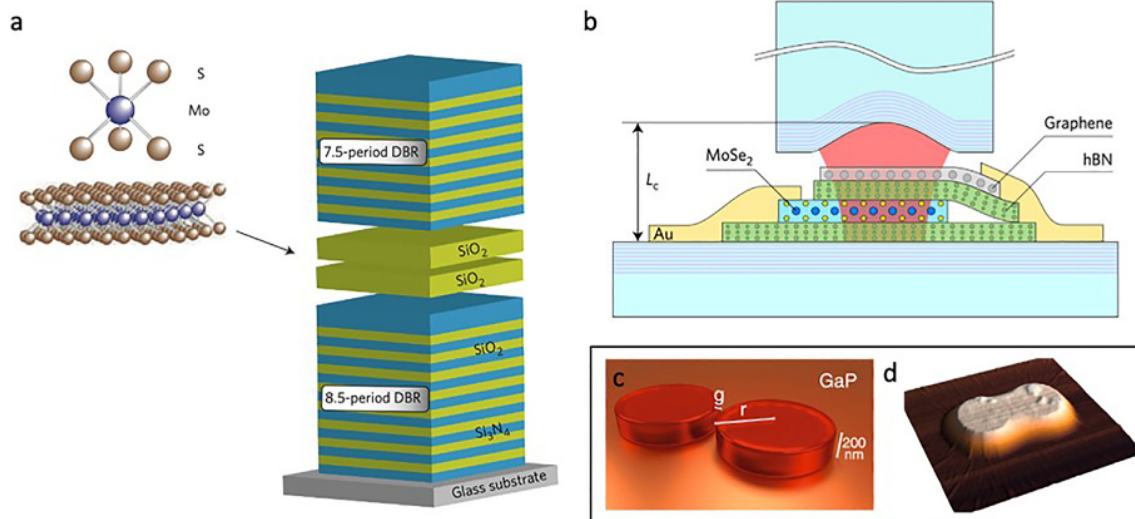 a
S
Mo
S
7.5-period DBR
SiO₂
SiO₂
SiO₂
8.5-period DBR
Si₃N₄
Glass substrate
b
Graphene
MoSe₂
hBN
L_c
Au
c
GaP
g
r
200
nm
d